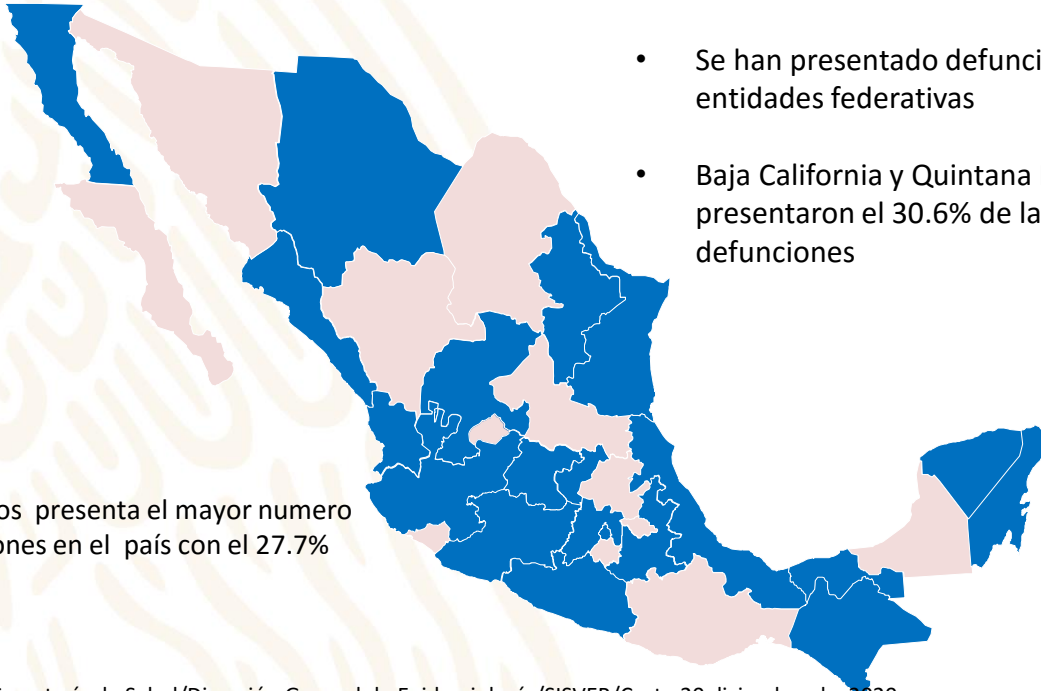 • Se han presentado defunci
entidades federativas
• Baja California y Quintana
presentaron el 30.6% de la
defunciones
os presenta el mayor numero
ones en el país con el 27.7%